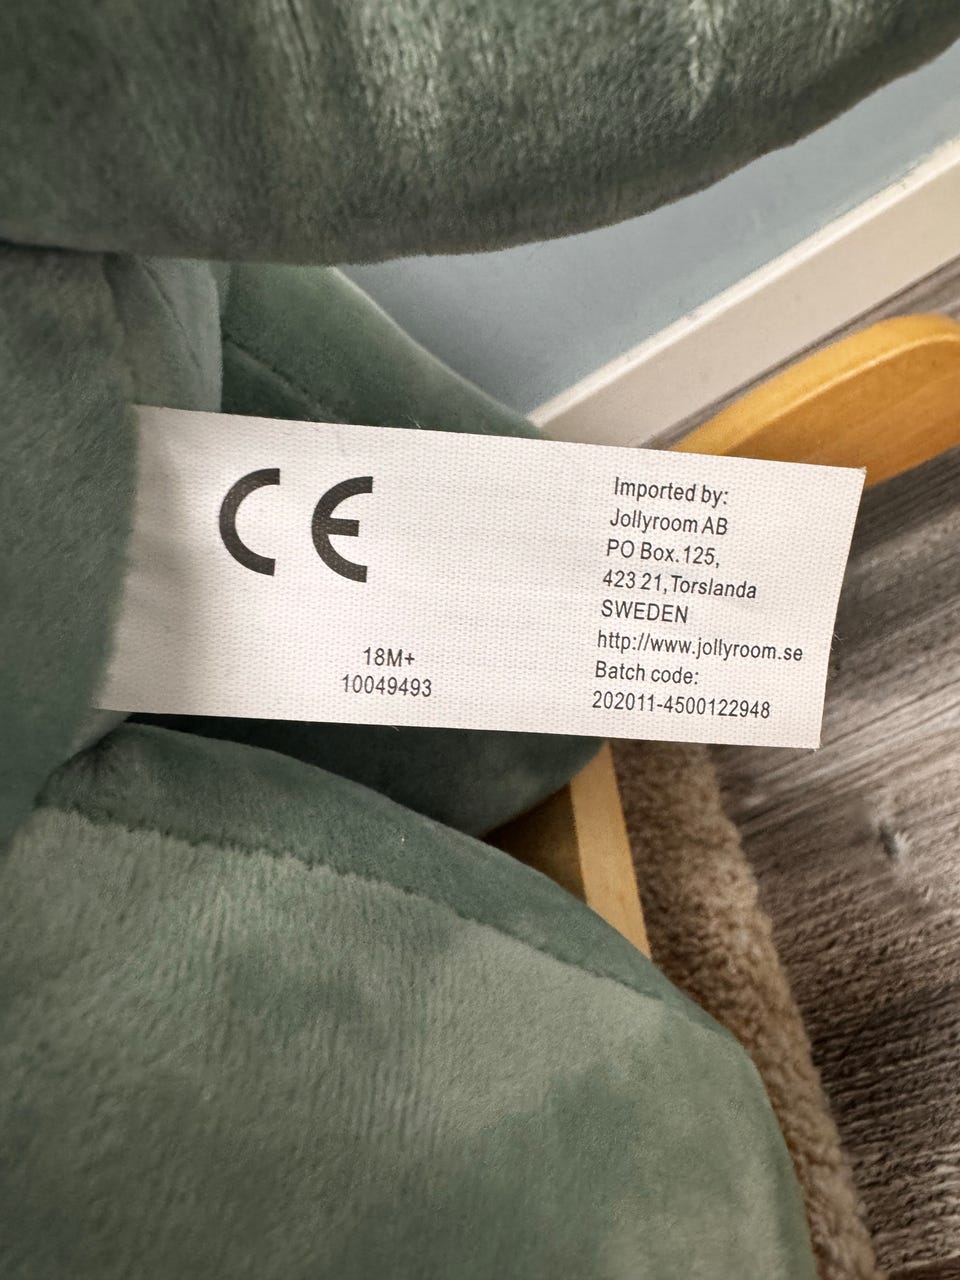 CE
18M+
10049493
Imported by:
Jollyroom AB
PO Box.125,
423 21, Torslanda
SWEDEN
http://www.jollyroom.se
Batch code:
202011-4500122948